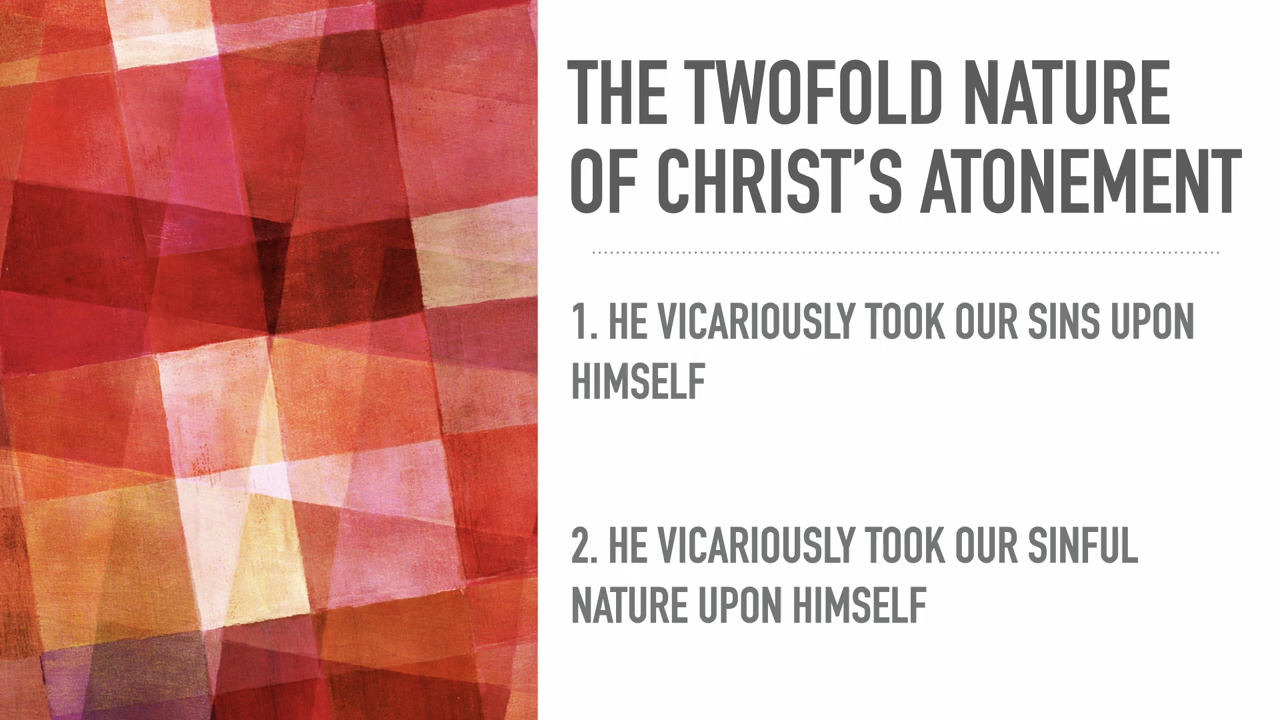 THE TWOFOLD NATURE
OF CHRIST’S ATONEMENT
1. HE VICARIOUSLY TOOK OUR SINS UPON
HIMSELF
2. HE VICARIOUSLY TOOK OUR SINFUL
NATURE UPON HIMSELF